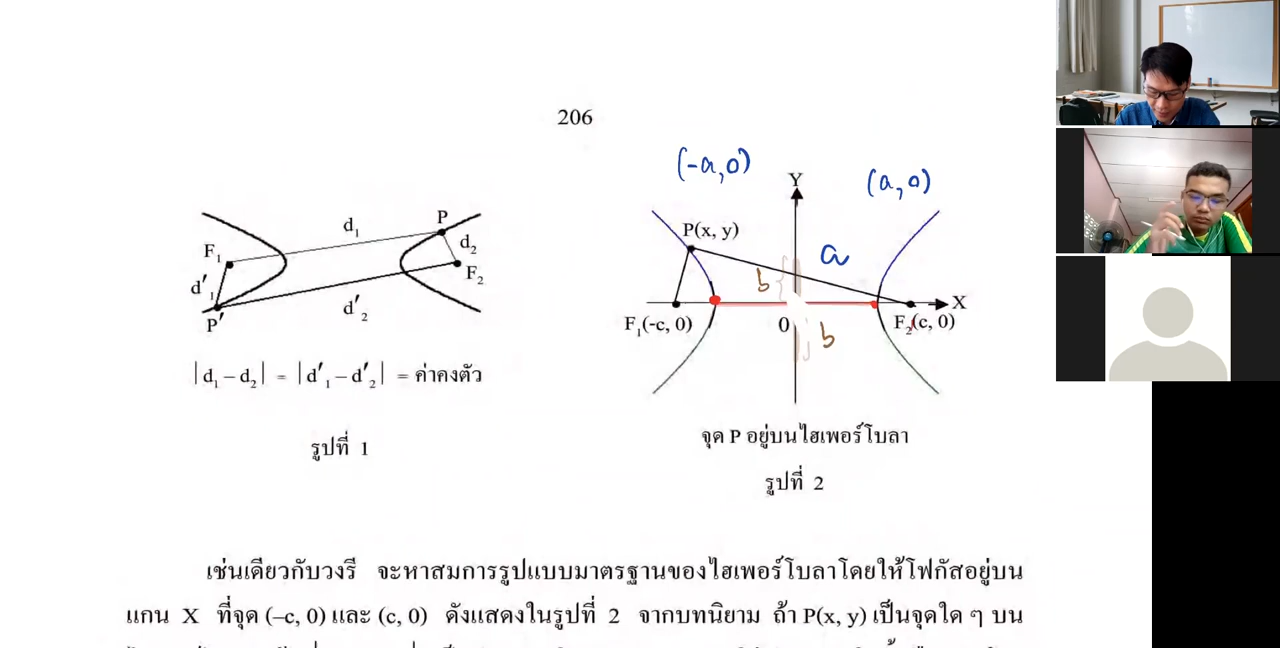 206
(-a,0)
(a,0)
Y
P(x, y)
a
b
X
F₁(-c, 0)
0
b
F₂(c, 0)
d₁
P
d₂
F₁
F₂
d′₁
P′
d′₂
|d₁ – d₂| = |d′₁ – d′₂| = ค่าคงตัว
รูปที่ 1
จุด P อยู่บนไฮเพอร์โบลา
รูปที่ 2
เช่นเดียวกับวงรี จะหาสมการรูปแบบมาตรฐานของไฮเพอร์โบลาโดยให้โฟกัสอยู่บน
แกน X ที่จุด (–c, 0) และ (c, 0) ดังแสดงในรูปที่ 2 จากบทนิยาม ถ้า P(x, y) เป็นจุดใด ๆ บน